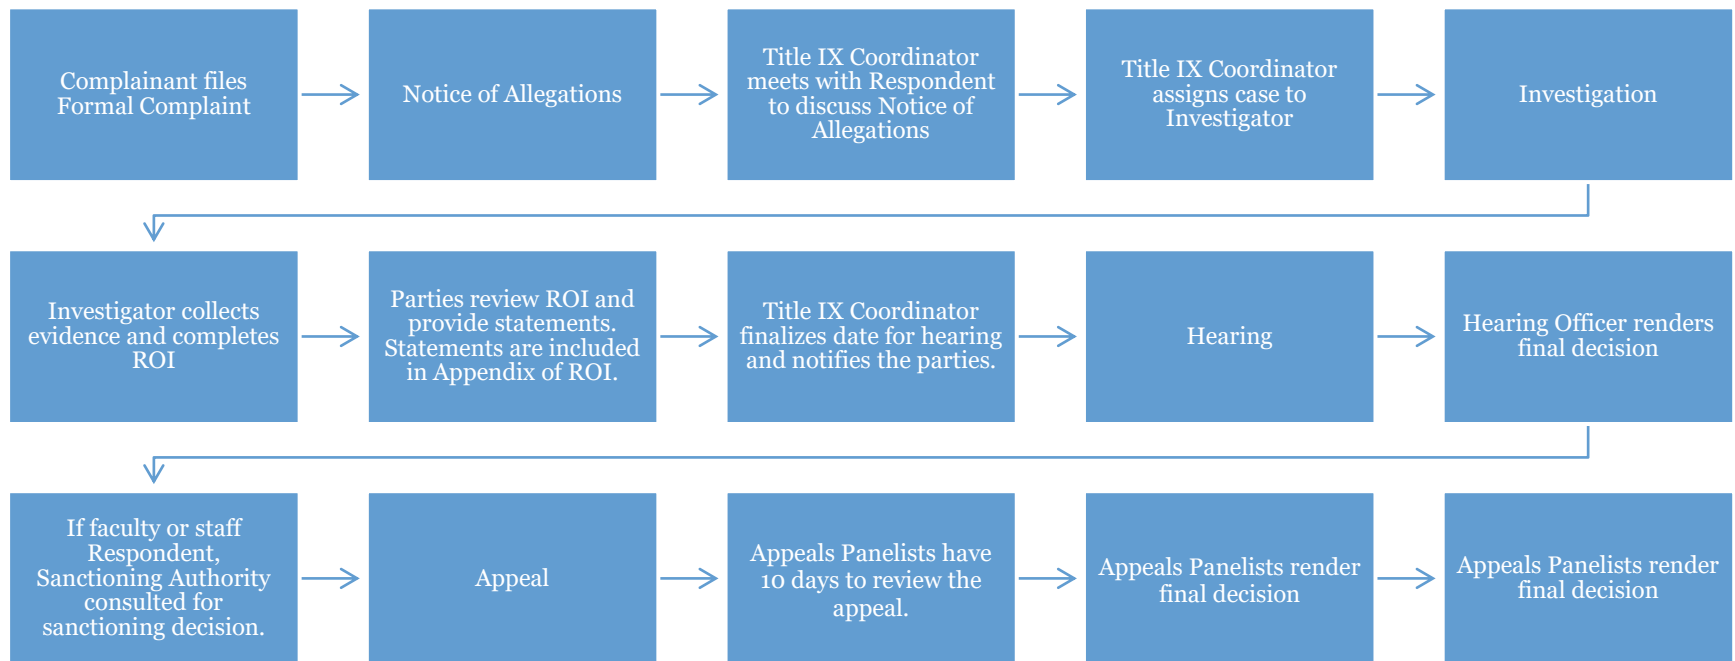 Complainant files
Formal Complaint
Notice of Allegations
Title IX Coordinator
meets with Respondent
to discuss Notice of
Allegations
Title IX Coordinator
assigns case to
Investigator
Investigation
Investigator collects
evidence and completes
ROI
Parties review ROI and
provide statements.
Statements are included
in Appendix of ROI.
Title IX Coordinator
finalizes date for hearing
and notifies the parties.
Hearing
Hearing Officer renders
final decision
If faculty or staff
Respondent,
Sanctioning Authority
consulted for
sanctioning decision.
Appeal
Appeals Panelists have
10 days to review the
appeal.
Appeals Panelists render
final decision
Appeals Panelists render
final decision